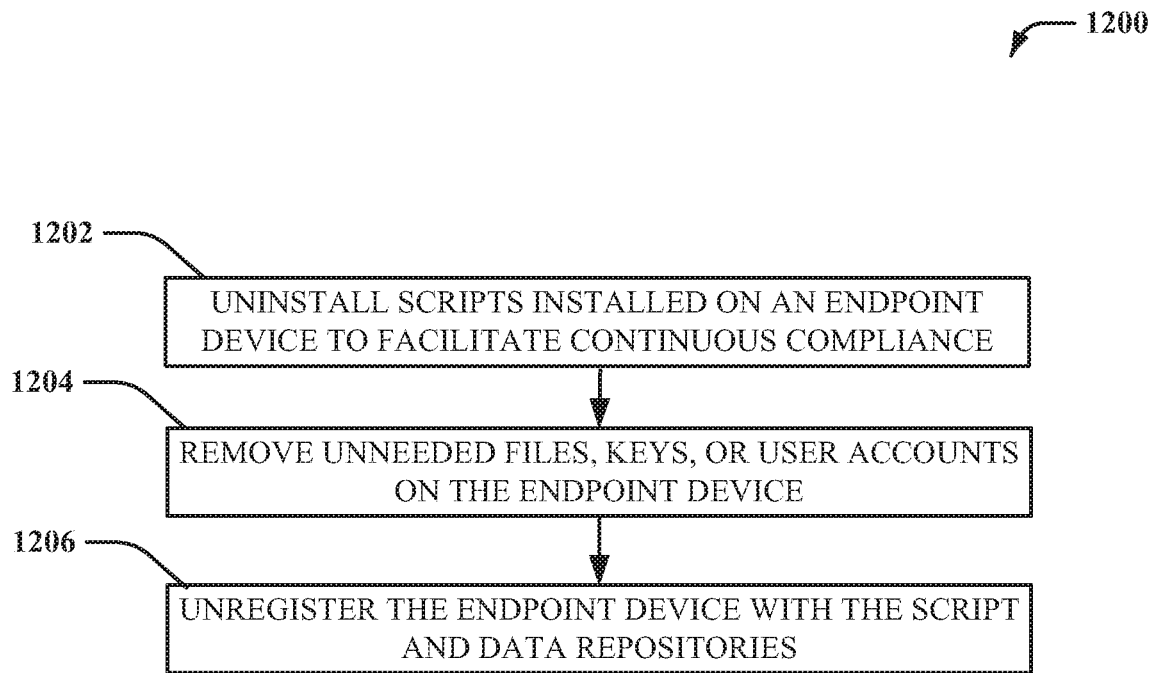 1200
1202
UNINSTALL SCRIPTS INSTALLED ON AN ENDPOINT
DEVICE TO FACILITATE CONTINUOUS COMPLIANCE
1204
REMOVE UNNEEDED FILES, KEYS, OR USER ACCOUNTS
ON THE ENDPOINT DEVICE
1206
UNREGISTER THE ENDPOINT DEVICE WITH THE SCRIPT
AND DATA REPOSITORIES